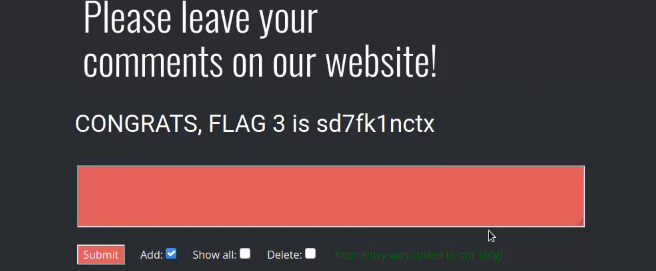 Please leave your
comments on our website!
CONGRATS, FLAG 3 is sd7fk1nctx
Submit Add: Show all: Delete: Your entry was added to our blog!